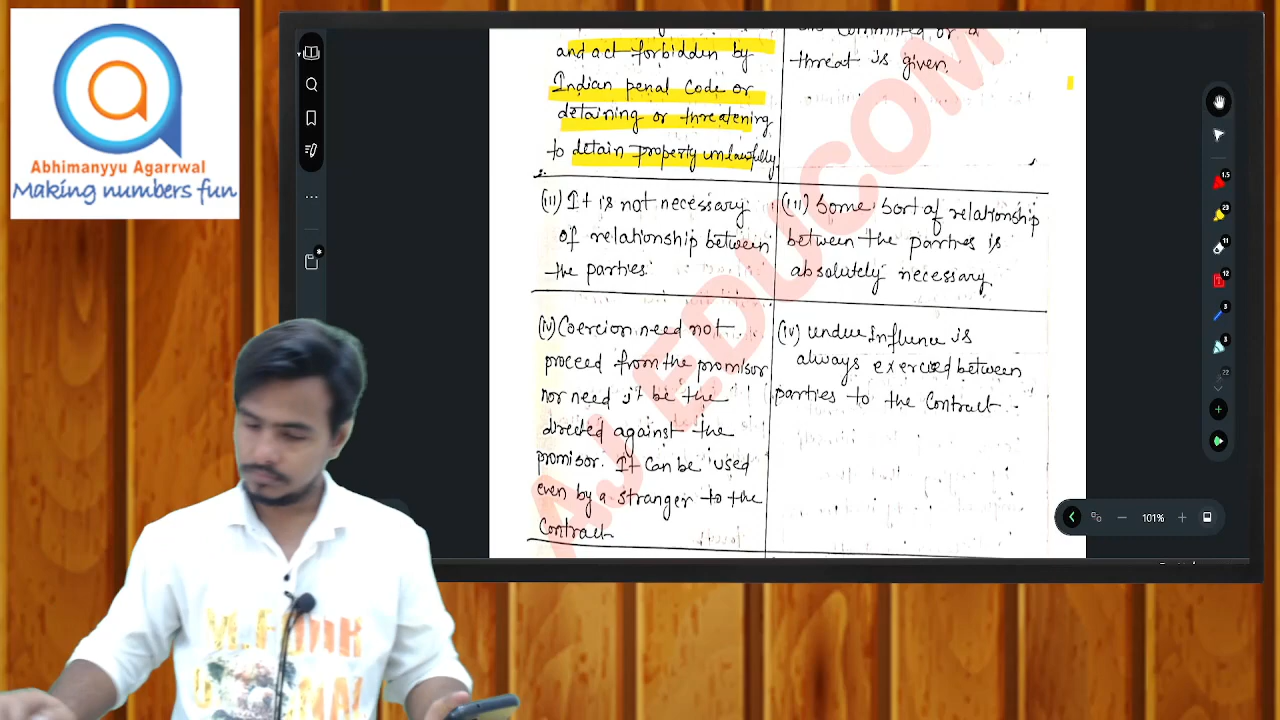 Abhimanyyu Agarrwal
Making numbers fun
and act forbidden by
Indian penal Code or
detaining or threatening
to detain property unlawfully.
committed or a
threat is given.
(iii) It is not necessary
of relationship between
the parties.
(iii) Some sort of relationship
between the parties is
absolutely necessary.
(iv) Coercion need not
proceed from the promisor
nor need it be the
directed against the
promisor. It can be used
even by a stranger to the
Contract
(iv) undue influence is
always exercised between
parties to the Contract.
AJ EDUCOM
101%